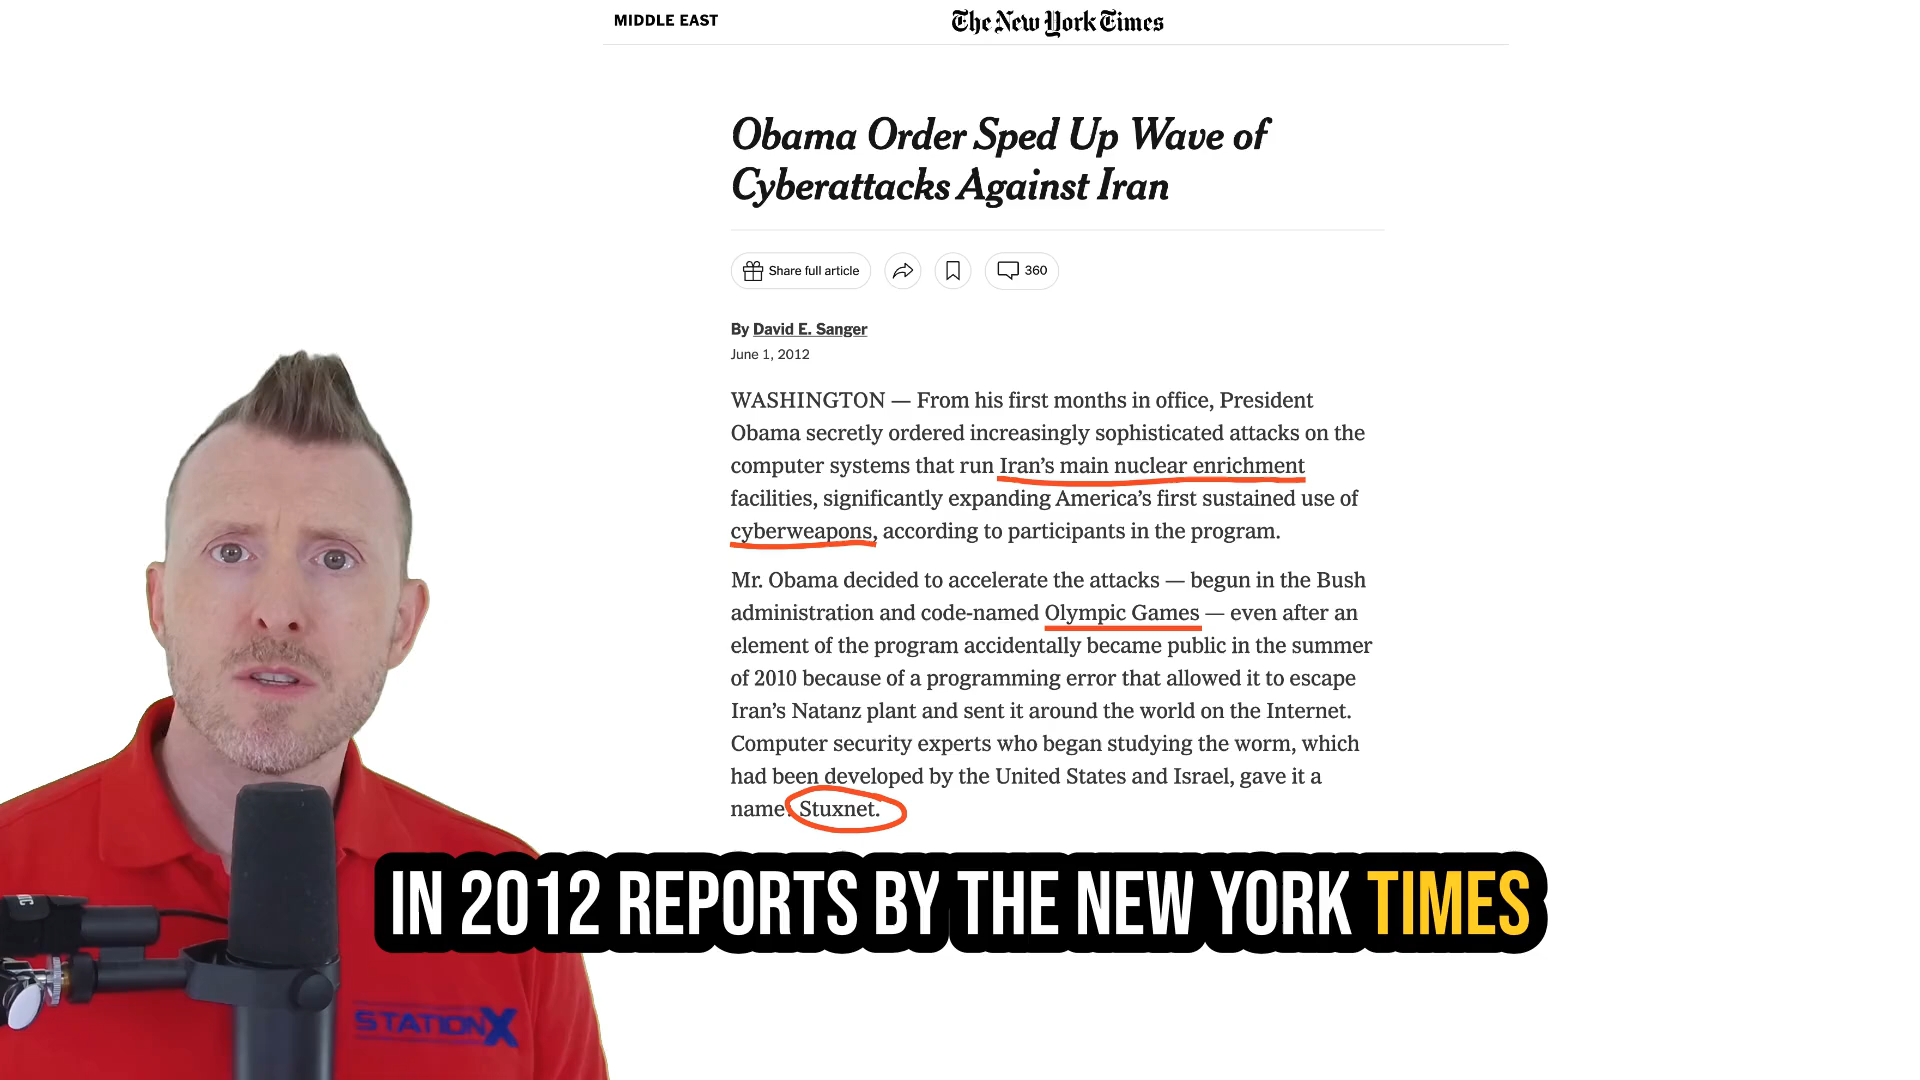 MIDDLE EAST
The New York Times
Obama Order Sped Up Wave of
Cyberattacks Against Iran
Share full article
360
By David E. Sanger
June 1, 2012
WASHINGTON — From his first months in office, President
Obama secretly ordered increasingly sophisticated attacks on the
computer systems that run Iran’s main nuclear enrichment
facilities, significantly expanding America’s first sustained use of
cyberweapons, according to participants in the program.
Mr. Obama decided to accelerate the attacks — begun in the Bush
administration and code-named Olympic Games — even after an
element of the program accidentally became public in the summer
of 2010 because of a programming error that allowed it to escape
Iran’s Natanz plant and sent it around the world on the Internet.
Computer security experts who began studying the worm, which
had been developed by the United States and Israel, gave it a
name: Stuxnet.
IN 2012 REPORTS BY THE NEW YORK TIMES
STATIONX